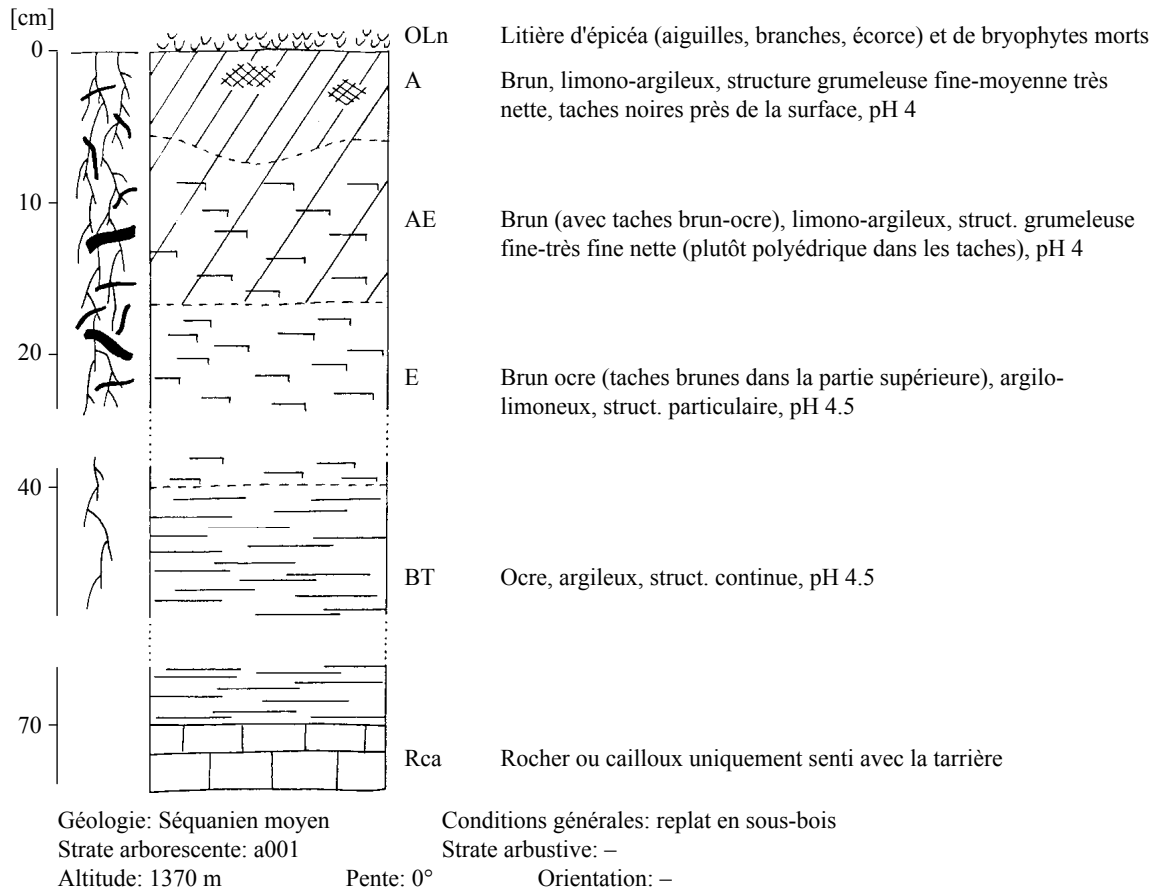 [cm]
0
OLn Litière d'épicéa (aiguilles, branches, écorce) et de bryophytes morts
A Brun, limono-argileux, structure grumeleuse fine-moyenne très
nette, taches noires près de la surface, pH 4
10
AE Brun (avec taches brun-ocre), limono-argileux, struct. grumeleuse
fine-très fine nette (plutôt polyédrique dans les taches), pH 4
20
E Brun ocre (taches brunes dans la partie supérieure), argilo-
limoneux, struct. particulaire, pH 4.5
40
BT Ocre, argileux, struct. continue, pH 4.5
70
Rca Rocher ou cailloux uniquement senti avec la tarrière
Géologie: Séquanien moyen Conditions générales: replat en sous-bois
Strate arborescente: a001 Strate arbustive: –
Altitude: 1370 m Pente: 0° Orientation: –